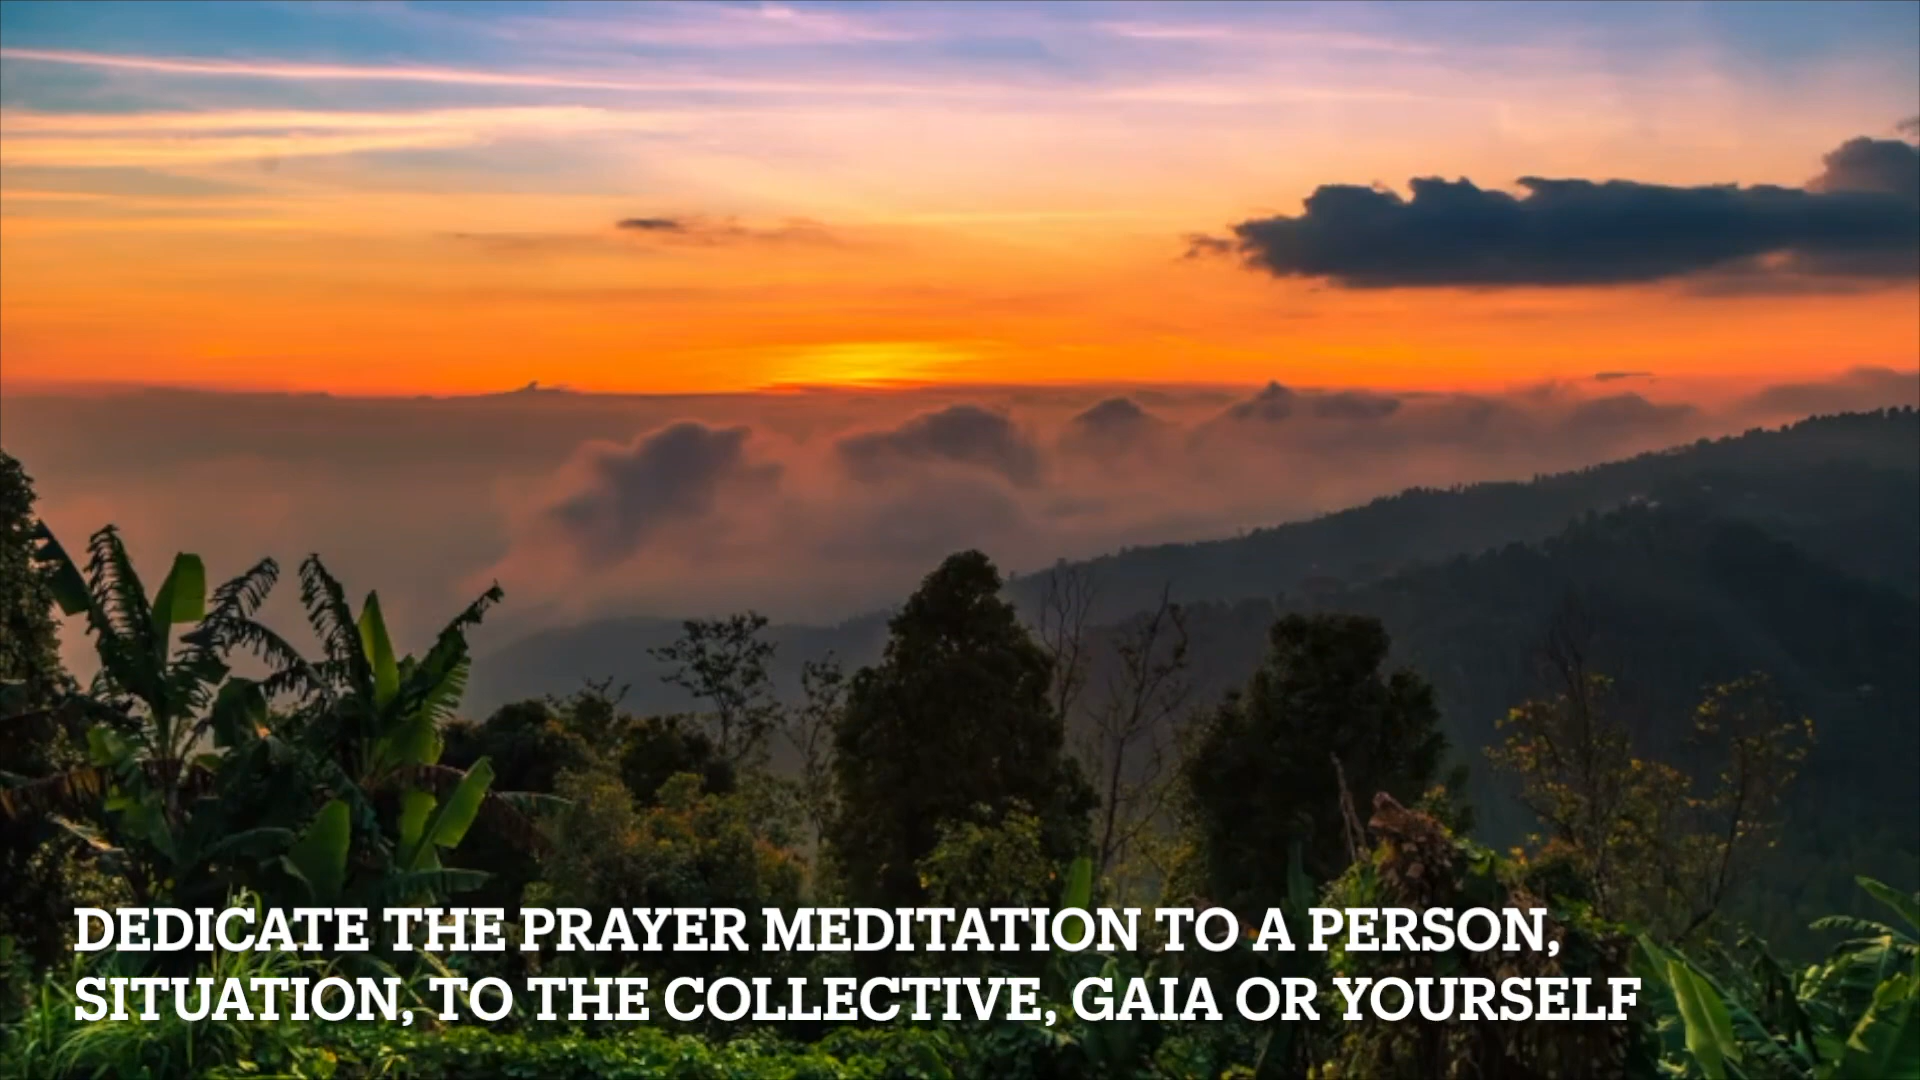 DEDICATE THE PRAYER MEDITATION TO A PERSON,
SITUATION, TO THE COLLECTIVE, GAIA OR YOURSELF